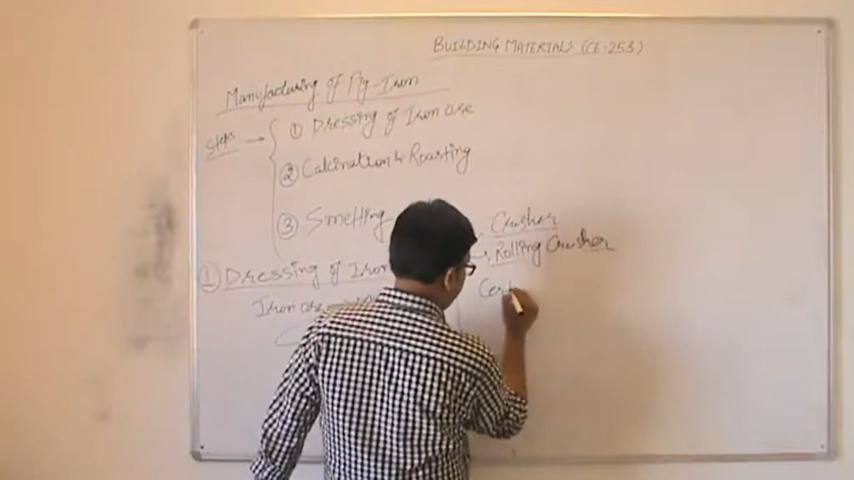 BUILDING MATERIALS (CE-253)
Manufacturing of Pig-Iron
Steps → ① Dressing of Iron ore
② Calcination & Roasting
③ Smelting
Crusher
Rolling Crusher
① Dressing of Iron
Iron ore